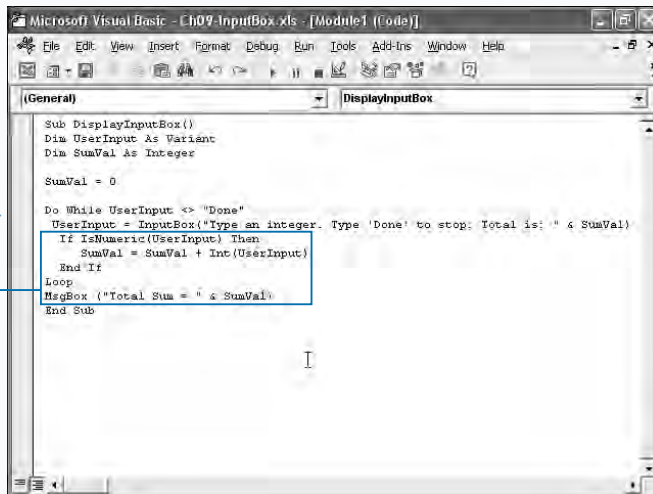 Microsoft Visual Basic - Ch09-InputBox.xls - [Module1 (Code)]
File Edit View Insert Format Debug Run Tools Add-Ins Window Help
(General) DisplayInputBox
Sub DisplayInputBox()
Dim UserInput As Variant
Dim SumVal As Integer
SumVal = 0
Do While UserInput <> "Done"
UserInput = InputBox("Type an integer. Type 'Done' to stop: Total is: " & SumVal)
If IsNumeric(UserInput) Then
SumVal = SumVal + Int(UserInput)
End If
Loop
MsgBox ("Total Sum = " & SumVal)
End Sub